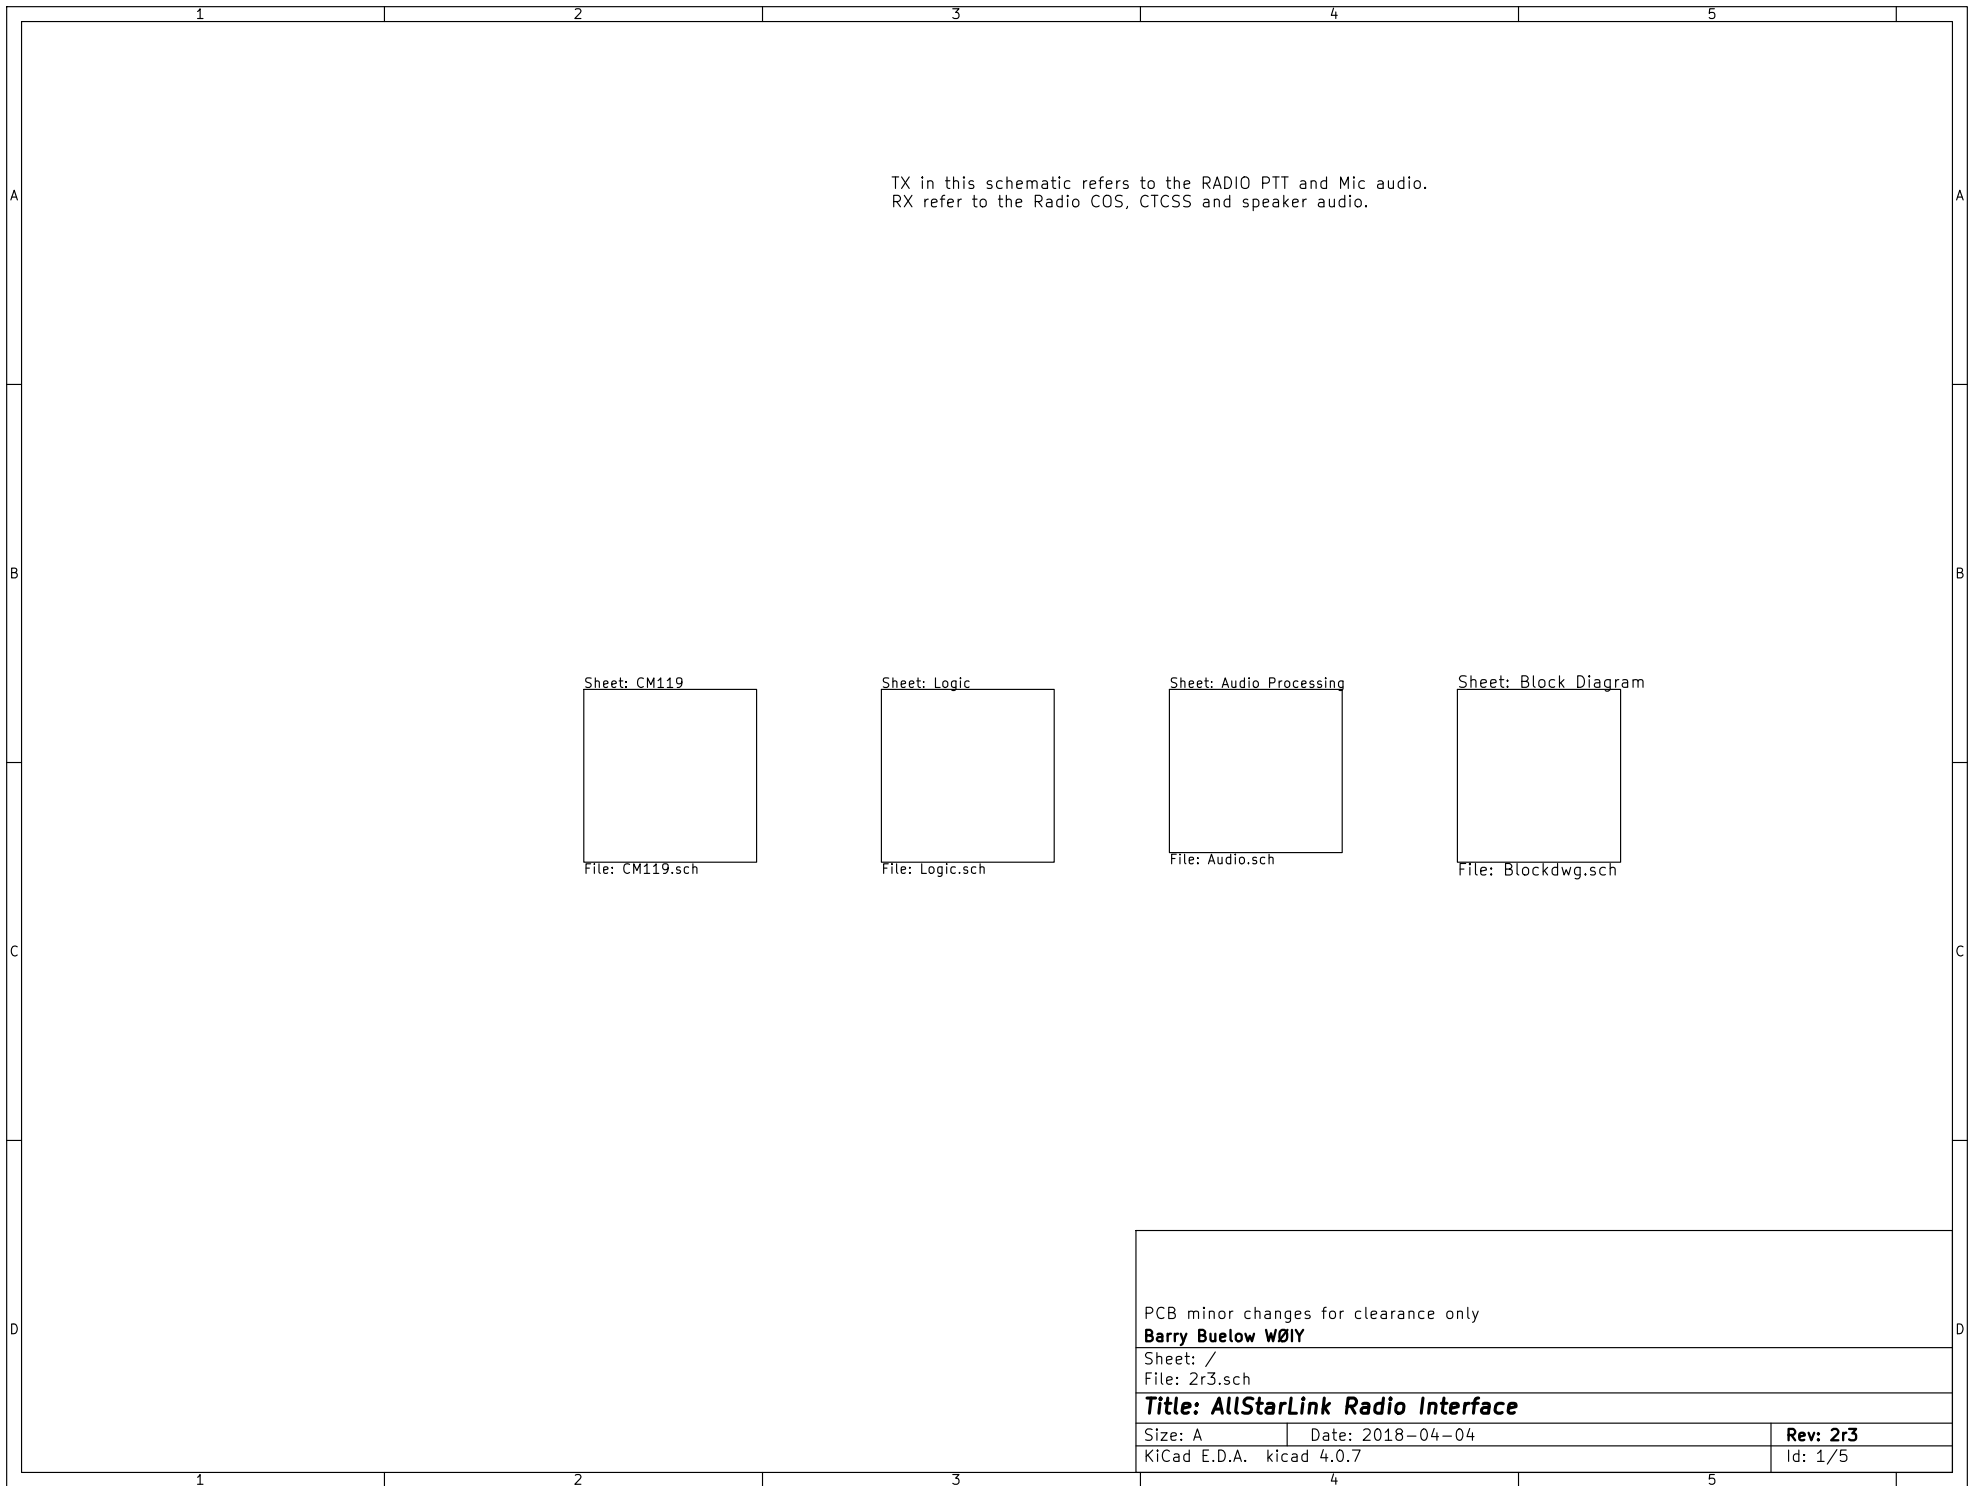 1 2 3 4 5
A A
TX in this schematic refers to the RADIO PTT and Mic audio.
RX refer to the Radio COS, CTCSS and speaker audio.
B B
Sheet: CM119
Sheet: Logic
Sheet: Audio Processing
Sheet: Block Diagram
File: CM119.sch
File: Logic.sch
File: Audio.sch
File: Blockdwg.sch
C C
PCB minor changes for clearance only
D D
Barry Buelow WØIY
Sheet: /
File: 2r3.sch
Title: AllStarLink Radio Interface
Size: A
Date: 2018-04-04
Rev: 2r3
KiCad E.D.A. kicad 4.0.7
Id: 1/5
1 2 3 4 5